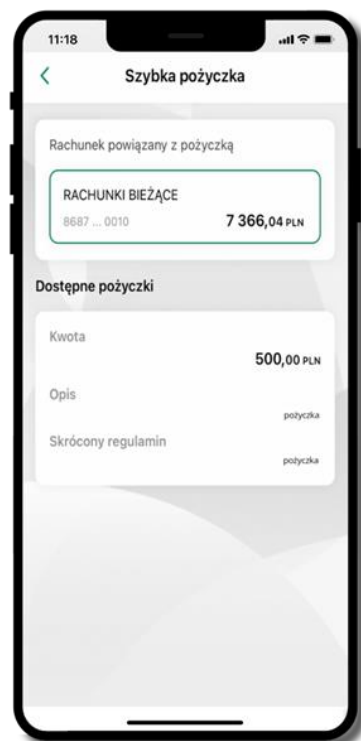 11:18
Szybka pożyczka
Rachunek powiązany z pożyczką
RACHUNKI BIEŻĄCE
8687 ... 0010 7 366,04 PLN
Dostępne pożyczki
Kwota
500,00 PLN
Opis
pożyczka
Skrócony regulamin
pożyczka